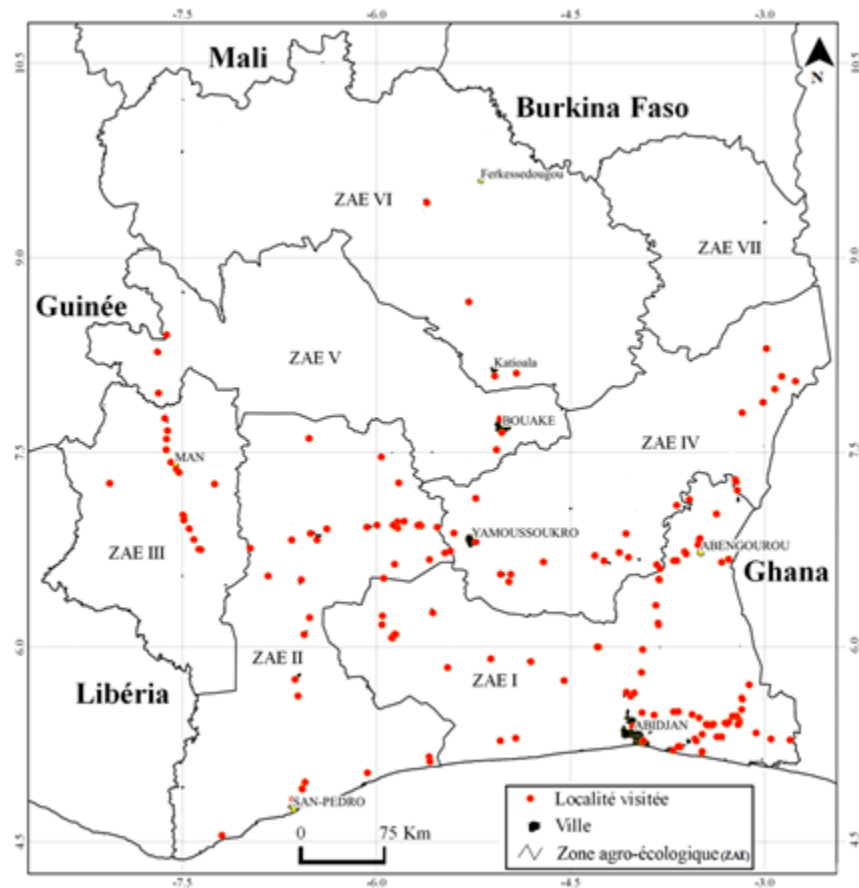 -7.5 -6.0 -4.5 -3.0
10.5 10.5
Mali
N
Burkina Faso
Ferkessedougou
ZAE VI
ZAE VII
9.0 9.0
Guinée
ZAE V
Katioala
BOUAKE
7.5 7.5
MAN
ZAE IV
YAMOUSSOUKRO
ABENGOUROU
ZAE III
Ghana
6.0 6.0
ZAE II
ZAE I
Libéria
ABIDJAN
SAN-PEDRO
0 75 Km
Localité visitée
Ville
Zone agro-écologique (ZAE)
4.5 4.5
-7.5 -6.0 -4.5 -3.0